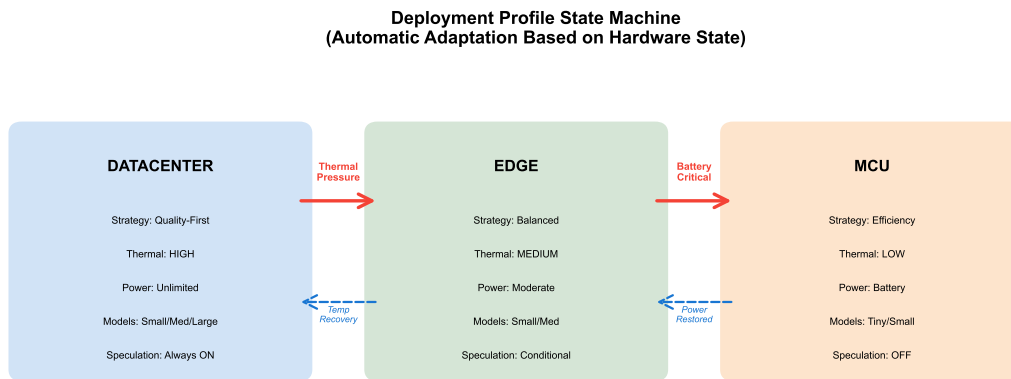 Deployment Profile State Machine
(Automatic Adaptation Based on Hardware State)
DATACENTER
Strategy: Quality-First
Thermal: HIGH
Power: Unlimited
Models: Small/Med/Large
Speculation: Always ON
Thermal
Pressure
Temp
Recovery
EDGE
Strategy: Balanced
Thermal: MEDIUM
Power: Moderate
Models: Small/Med
Speculation: Conditional
Battery
Critical
Power
Restored
MCU
Strategy: Efficiency
Thermal: LOW
Power: Battery
Models: Tiny/Small
Speculation: OFF